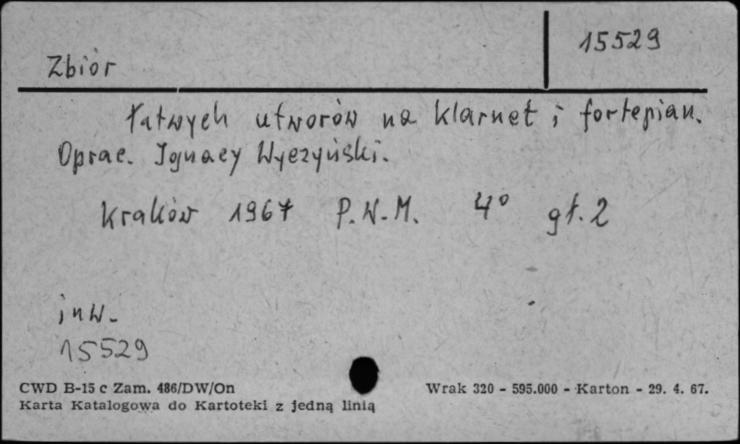 Zbiór 15529
łatwych utworów na klarnet i fortepian.
Oprac. Ignacy Wyczyński.
Kraków 1967 P.W.M. 4° gł. 2
inw.
15529
CWD B-15 c Zam. 486/DW/On Wrak 320 - 595.000 - Karton - 29. 4. 67.
Karta Katalogowa do Kartoteki z jedną linią